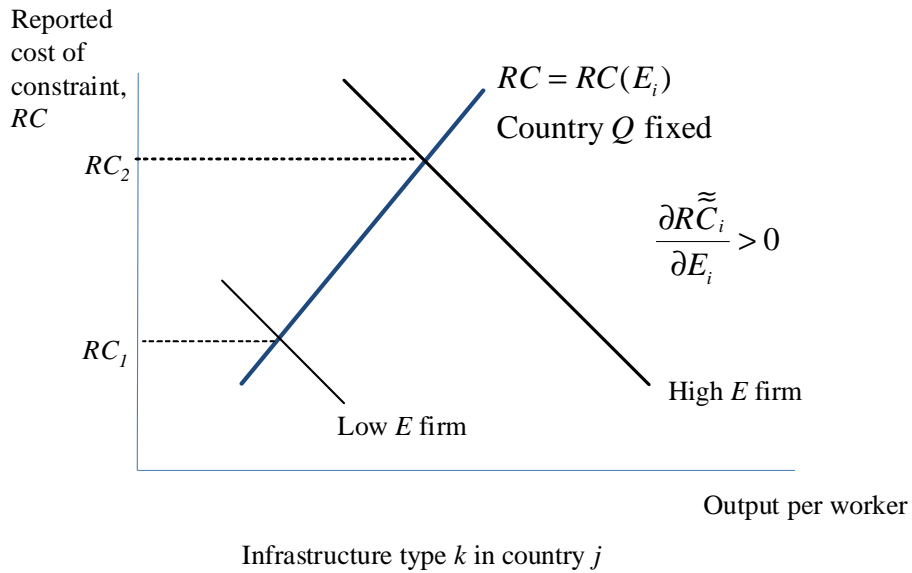 Reported
cost of
constraint,
RC
RC = RC(E_i)
Country Q fixed
RC_2
∂RC̃̃_i / ∂E_i > 0
RC_1
High E firm
Low E firm
Output per worker
Infrastructure type k in country j